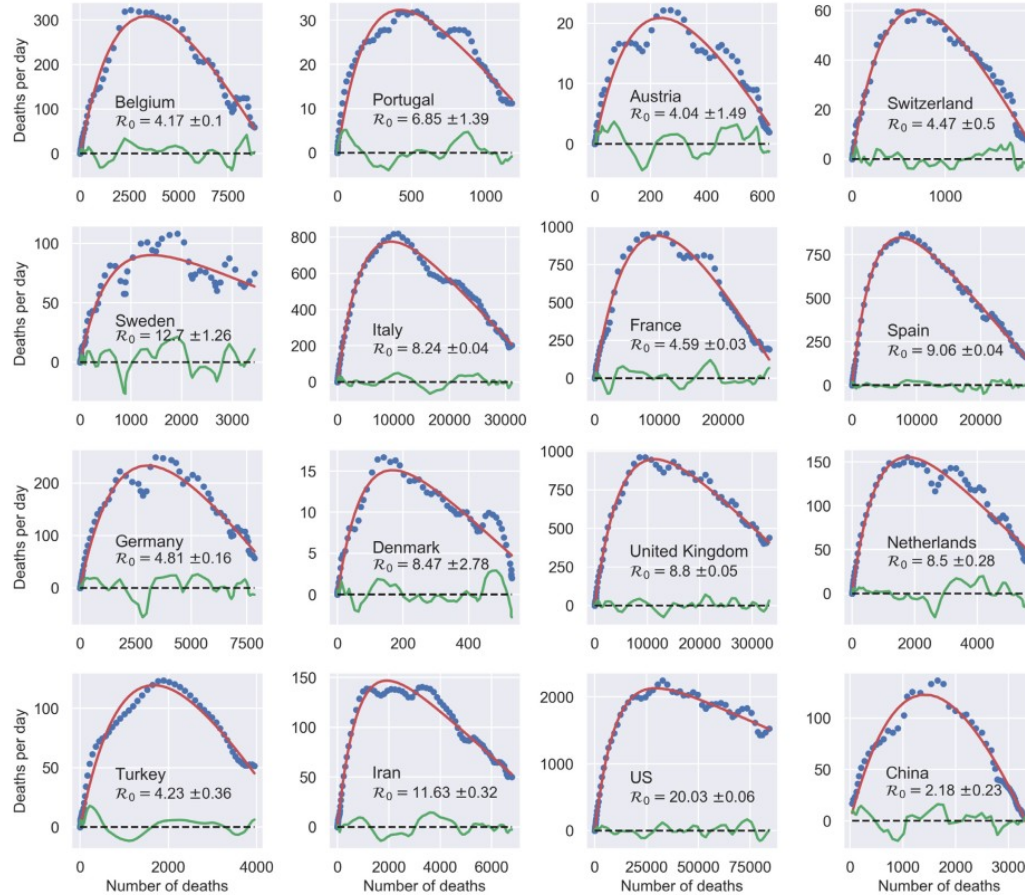 Deaths per day
300
200
100
0
Belgium
R₀ = 4.17 ±0.1
0 2500 5000 7500
30
20
10
0
Portugal
R₀ = 6.85 ±1.39
0 500 1000
20
10
0
Austria
R₀ = 4.04 ±1.49
0 200 400 600
60
40
20
0
Switzerland
R₀ = 4.47 ±0.5
0 1000
Deaths per day
100
50
0
Sweden
R₀ = 12.7 ±1.26
0 1000 2000 3000
800
600
400
200
0
Italy
R₀ = 8.24 ±0.04
0 10000 20000 30000
1000
750
500
250
0
France
R₀ = 4.59 ±0.03
0 10000 20000
750
500
250
0
Spain
R₀ = 9.06 ±0.04
0 10000 20000
Deaths per day
200
100
0
Germany
R₀ = 4.81 ±0.16
0 2500 5000 7500
15
10
5
0
Denmark
R₀ = 8.47 ±2.78
0 200 400
1000
750
500
250
0
United Kingdom
R₀ = 8.8 ±0.05
0 10000 20000 30000
150
100
50
0
Netherlands
R₀ = 8.5 ±0.28
0 2000 4000
Deaths per day
100
50
0
Turkey
R₀ = 4.23 ±0.36
0 2000 4000
Number of deaths
150
100
50
0
Iran
R₀ = 11.63 ±0.32
0 2000 4000 6000
Number of deaths
2000
1000
0
US
R₀ = 20.03 ±0.06
0 25000 50000 75000
Number of deaths
100
50
0
China
R₀ = 2.18 ±0.23
0 1000 2000 3000
Number of deaths